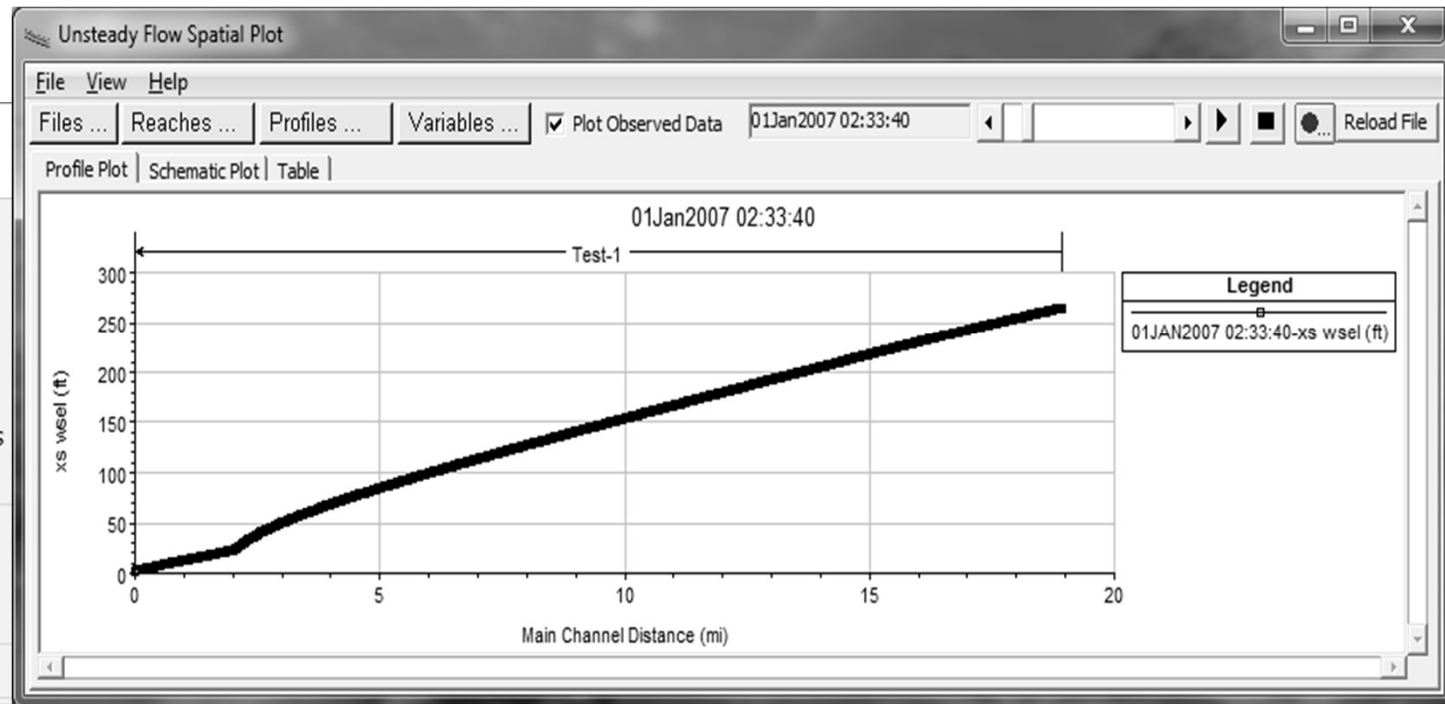 Unsteady Flow Spatial Plot
File View Help
Files ... Reaches ... Profiles ... Variables ... Plot Observed Data 01Jan2007 02:33:40 ... Reload File
Profile Plot Schematic Plot Table
01Jan2007 02:33:40
Test-1
300
250
200
150
100
50
0
xs wsel (ft)
0 5 10 15 20
Main Channel Distance (mi)
Legend
01JAN2007 02:33:40-xs wsel (ft)
s